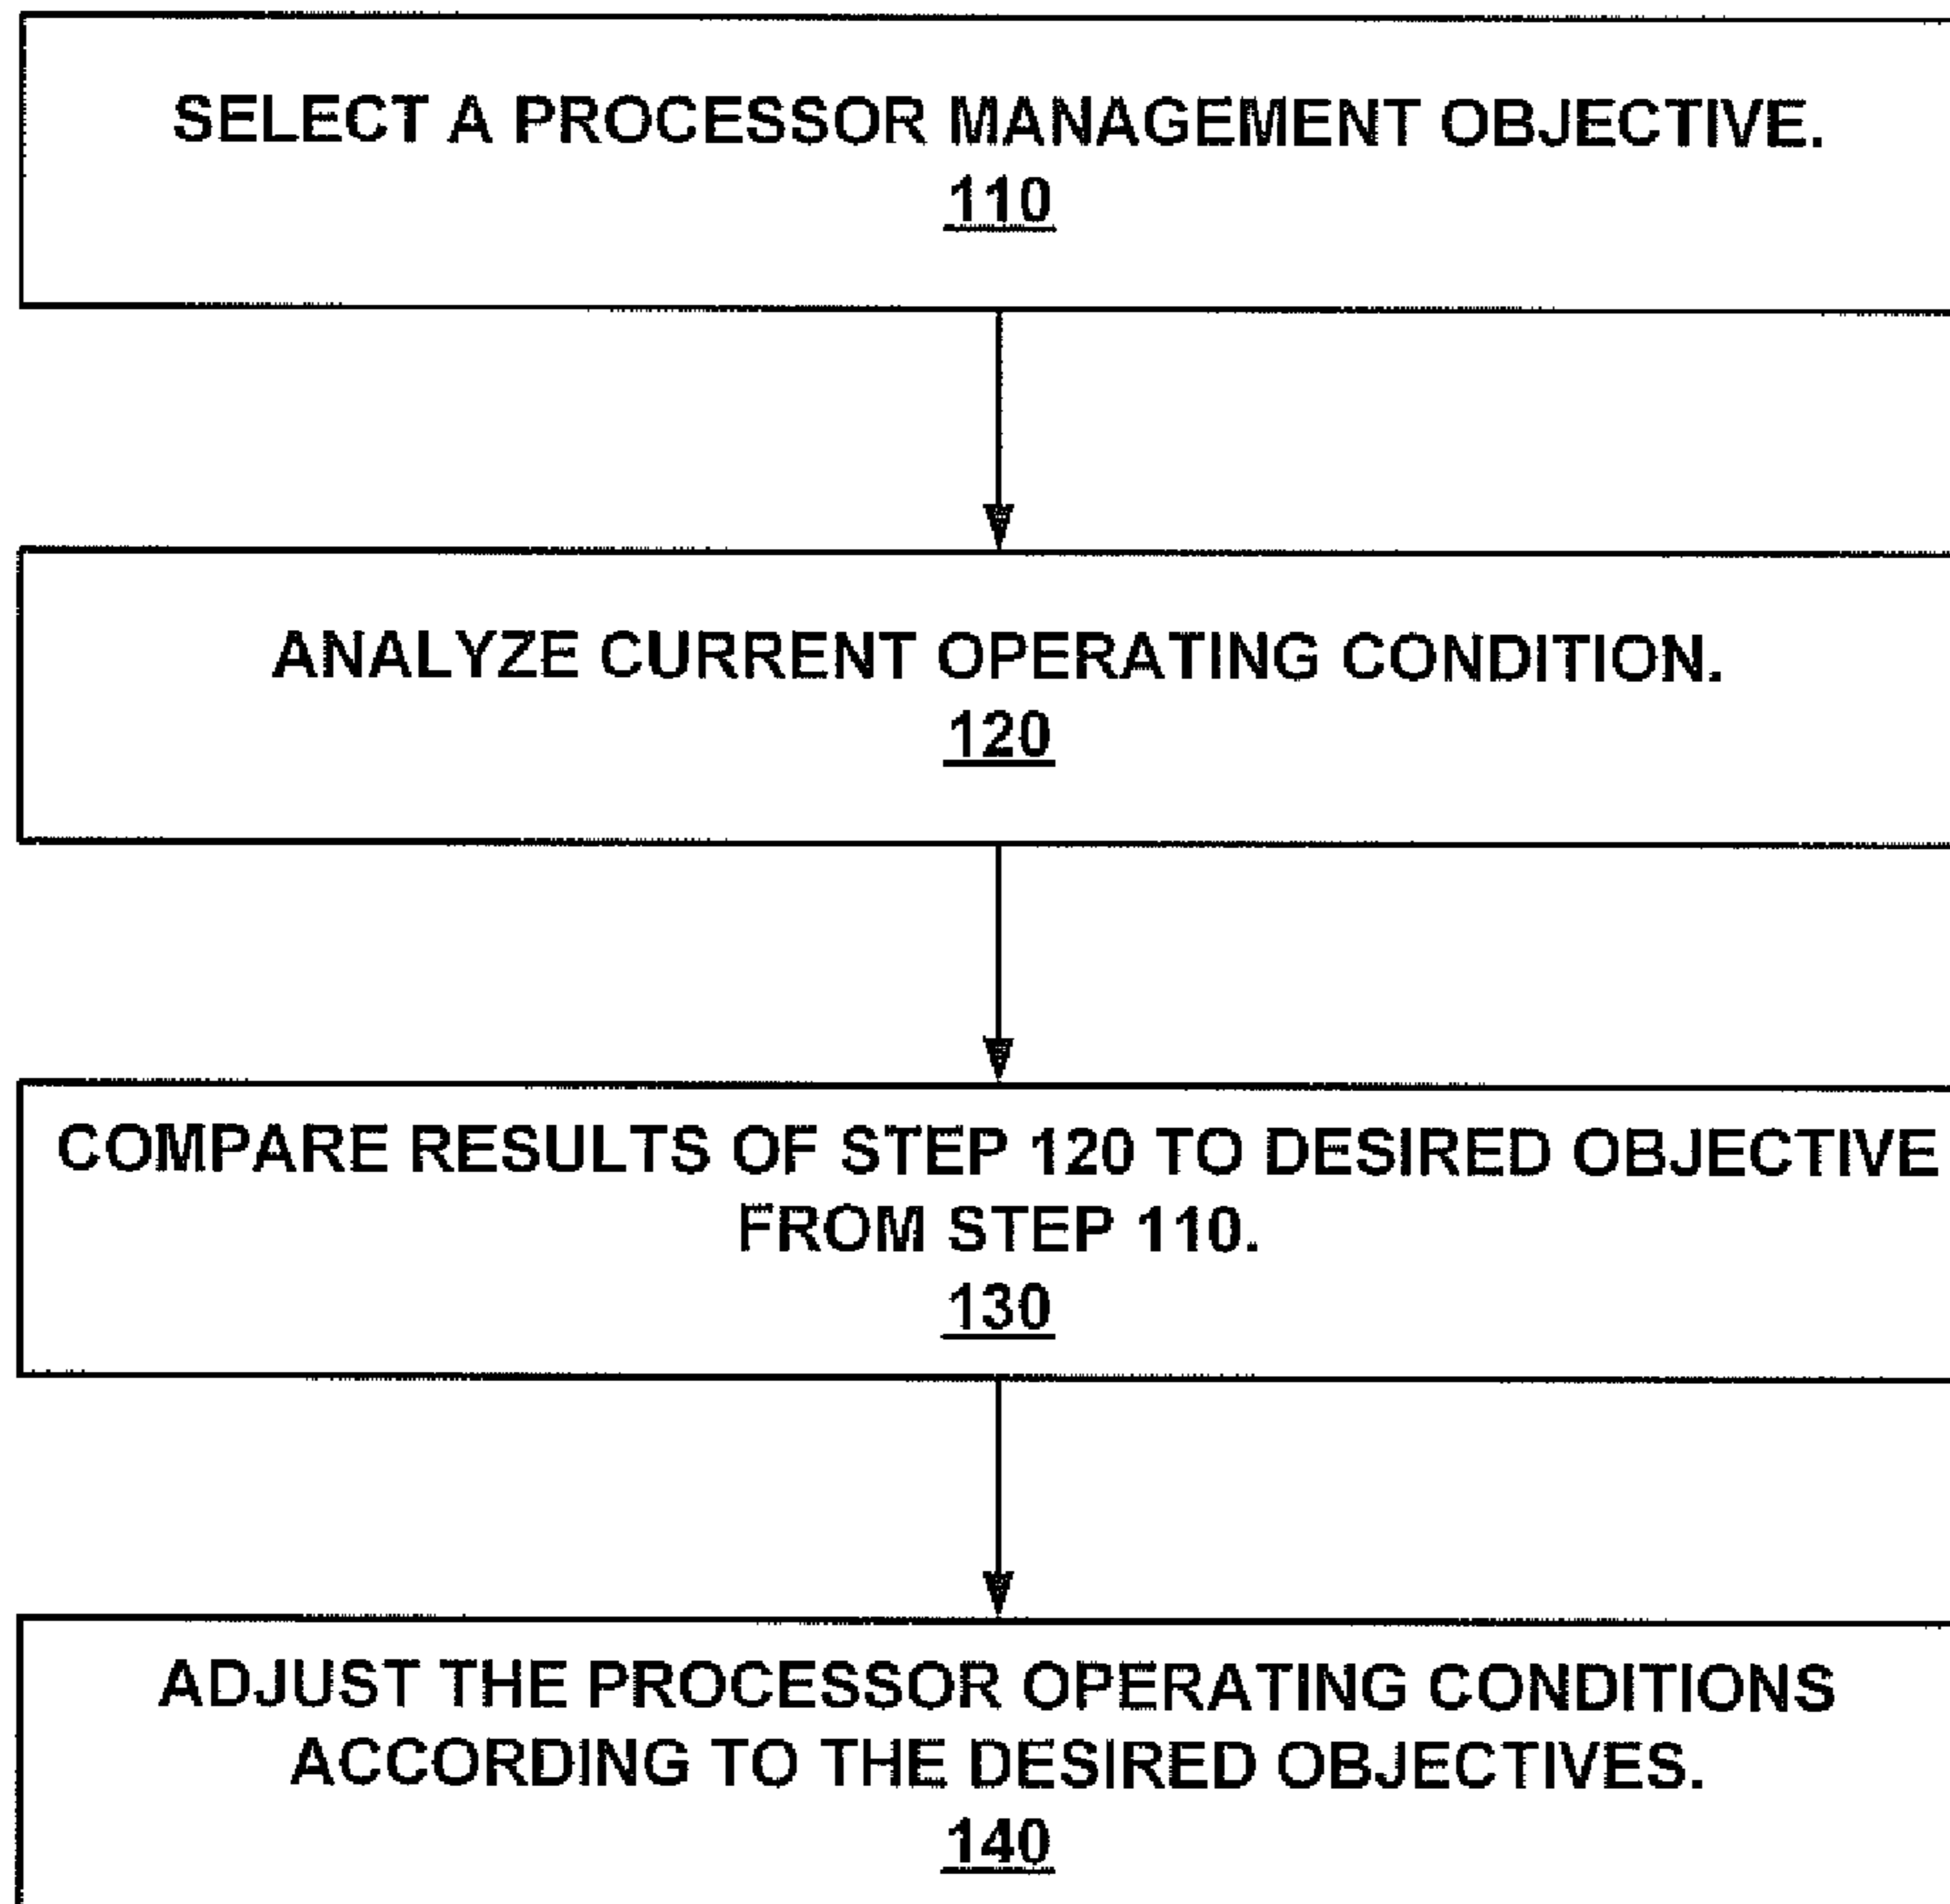 SELECT A PROCESSOR MANAGEMENT OBJECTIVE.
110
ANALYZE CURRENT OPERATING CONDITION.
120
COMPARE RESULTS OF STEP 120 TO DESIRED OBJECTIVE
FROM STEP 110.
130
ADJUST THE PROCESSOR OPERATING CONDITIONS
ACCORDING TO THE DESIRED OBJECTIVES.
140